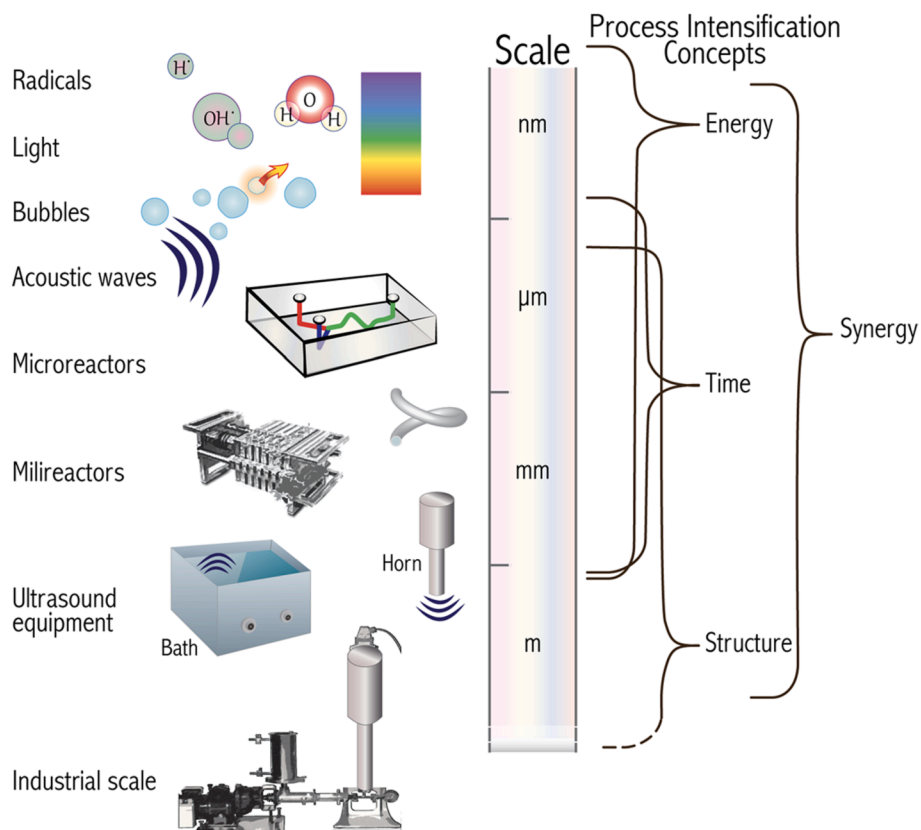 Process Intensification
Concepts
Scale
Radicals
H·
OH·
O
H
H
Light
Bubbles
Acoustic waves
Microreactors
Milireactors
Ultrasound
equipment
Bath
Horn
Industrial scale
nm
µm
mm
m
Energy
Time
Structure
Synergy